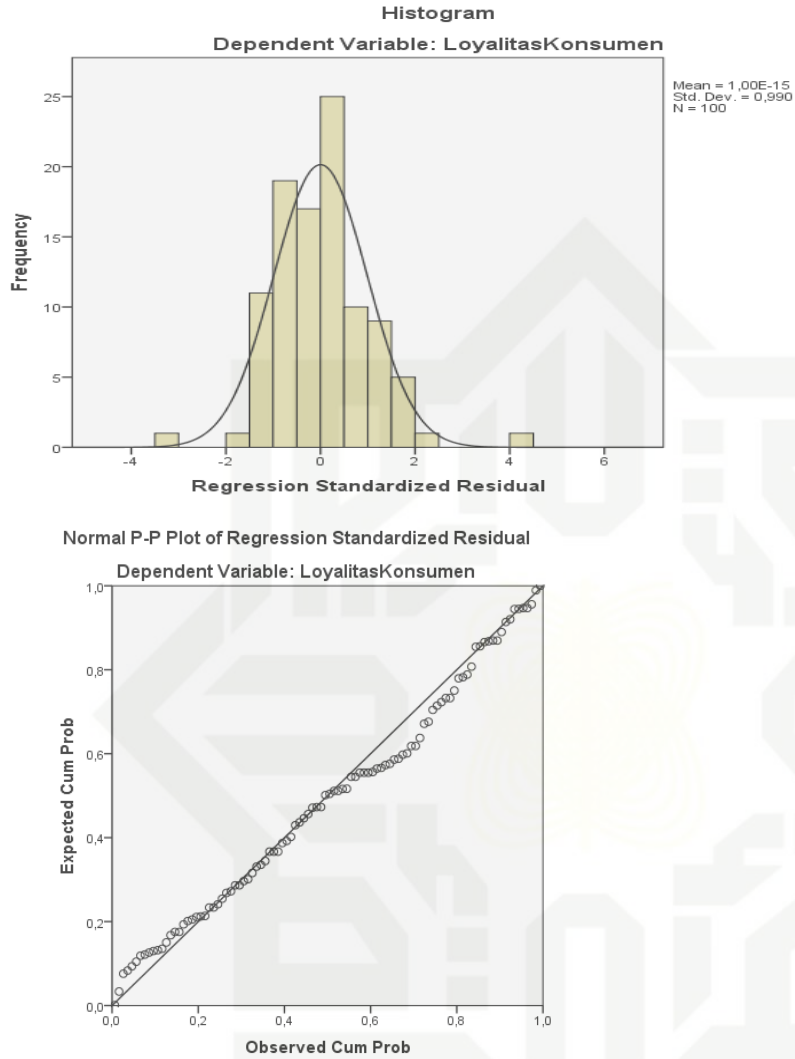 Histogram
Dependent Variable: LoyalitasKonsumen
Mean = 1,00E-15
Std. Dev. = 0,990
N = 100
25
20
15
10
5
0
Frequency
-4 -2 0 2 4 6
Regression Standardized Residual
Normal P-P Plot of Regression Standardized Residual
Dependent Variable: LoyalitasKonsumen
1,0
0,8
0,6
0,4
0,2
0,0
Expected Cum Prob
0,0 0,2 0,4 0,6 0,8 1,0
Observed Cum Prob